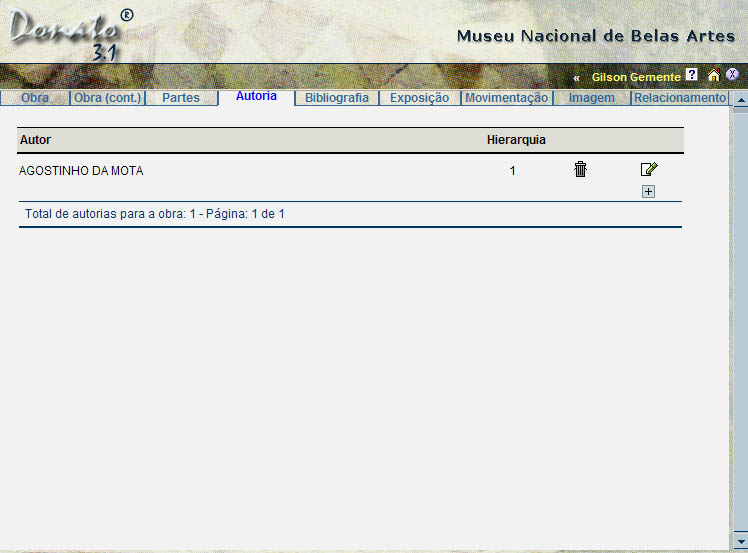 Donato ®
3.1
Museu Nacional de Belas Artes
« Gilson Gemente ? X
Obra Obra (cont.) Partes Autoria Bibliografia Exposição Movimentação Imagem Relacionamento
Autor Hierarquia
AGOSTINHO DA MOTA 1
Total de autorias para a obra: 1 - Página: 1 de 1